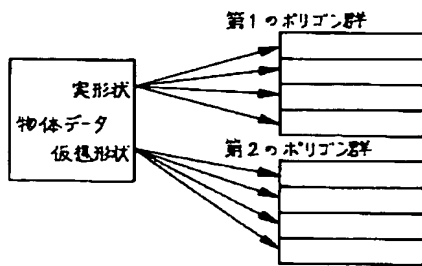 第1のポリゴン群
実形状
物体データ
仮想形状
第2のポリゴン群